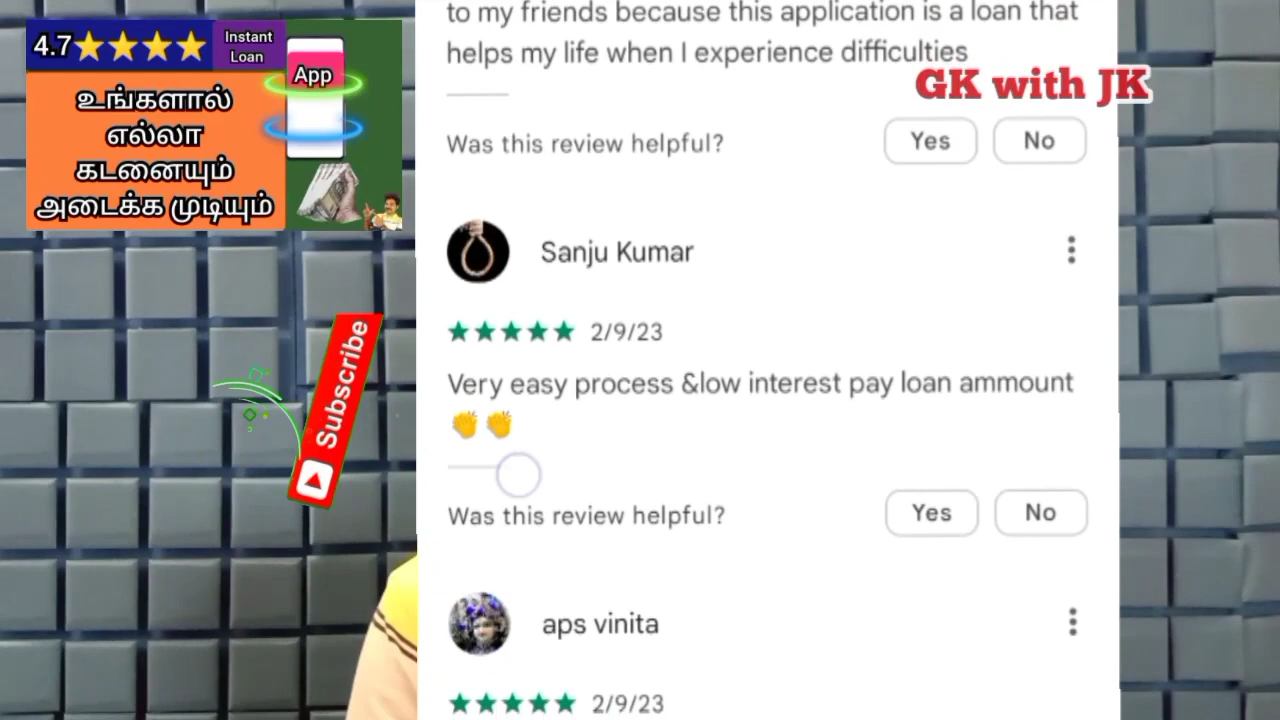 4.7
Instant
Loan
App
உங்களால்
எல்லா
கடனையும்
அடைக்க முடியும்
Subscribe
to my friends because this application is a loan that
helps my life when I experience difficulties
GK with JK
Was this review helpful?
Yes
No
Sanju Kumar
2/9/23
Very easy process &low interest pay loan ammount
👏👏
Was this review helpful?
Yes
No
aps vinita
2/9/23